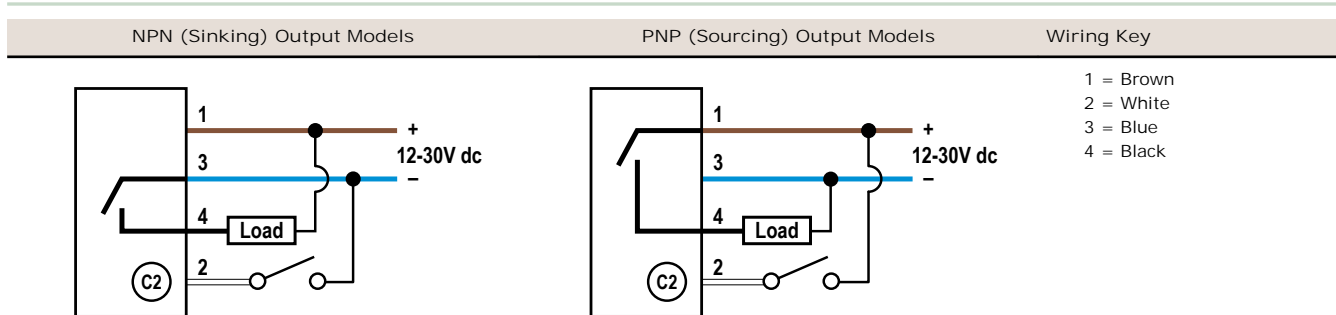 NPN (Sinking) Output Models
PNP (Sourcing) Output Models
Wiring Key
1
+
12-30V dc
3
–
4
Load
2
C2
1
+
12-30V dc
3
–
4
Load
2
C2
1 = Brown
2 = White
3 = Blue
4 = Black